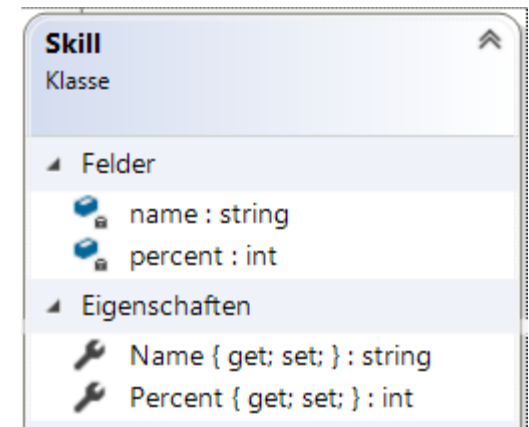 Skill
Klasse
Felder
name : string
percent : int
Eigenschaften
Name { get; set; } : string
Percent { get; set; } : int